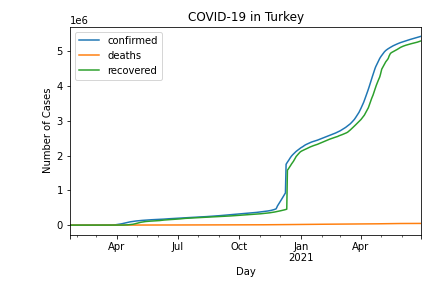 COVID-19 in Turkey
1e6
confirmed
deaths
recovered
Number of Cases
5
4
3
2
1
0
Apr
Jul
Oct
Jan
2021
Apr
Day